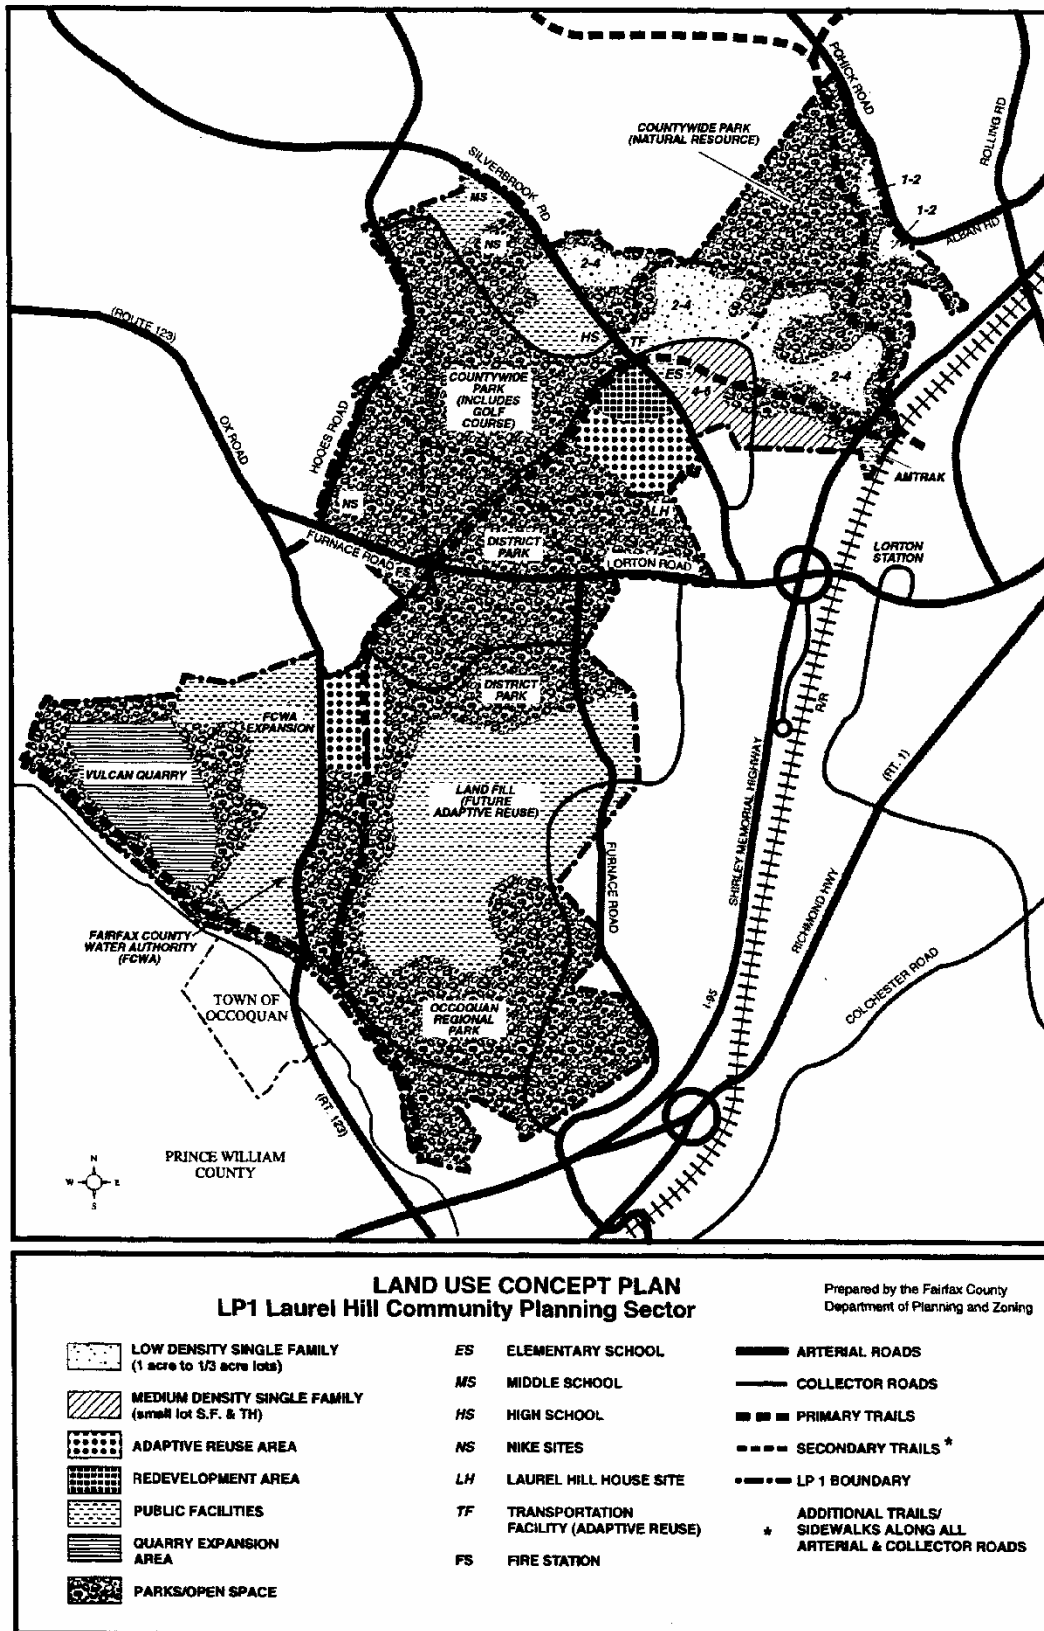 POHICK ROAD
ROLLING RD
COUNTYWIDE PARK
(NATURAL RESOURCE)
SILVERBROOK RD
1-2
MS
1-2
ALBAN RD
NS
2-4
2-4
(ROUTE 123)
HS
TF
ES
2-4
COUNTYWIDE
PARK
(INCLUDES
GOLF
COURSE)
OX ROAD
HOOES ROAD
AMTRAK
NS
LH
FURNACE ROAD
FS
DISTRICT
PARK
LORTON ROAD
LORTON
STATION
DISTRICT
PARK
FCWA
EXPANSION
R/R
VULCAN QUARRY
LAND FILL
(FUTURE
ADAPTIVE REUSE)
(RT. 1)
SHIRLEY MEMORIAL HIGHWAY
FURNACE ROAD
RICHMOND HWY
FAIRFAX COUNTY
WATER AUTHORITY
(FCWA)
COLCHESTER ROAD
TOWN OF
OCCOQUAN
OCCOQUAN
REGIONAL
PARK
I-95
(RT. 123)
PRINCE WILLIAM
COUNTY
N
W E
S
LAND USE CONCEPT PLAN
LP1 Laurel Hill Community Planning Sector
Prepared by the Fairfax County
Department of Planning and Zoning
LOW DENSITY SINGLE FAMILY
(1 acre to 1/3 acre lots)
MEDIUM DENSITY SINGLE FAMILY
(small lot S.F. & TH)
ADAPTIVE REUSE AREA
REDEVELOPMENT AREA
PUBLIC FACILITIES
QUARRY EXPANSION
AREA
PARKS/OPEN SPACE
ES ELEMENTARY SCHOOL
MS MIDDLE SCHOOL
HS HIGH SCHOOL
NS NIKE SITES
LH LAUREL HILL HOUSE SITE
TF TRANSPORTATION
FACILITY (ADAPTIVE REUSE)
FS FIRE STATION
ARTERIAL ROADS
COLLECTOR ROADS
PRIMARY TRAILS
SECONDARY TRAILS *
LP 1 BOUNDARY
ADDITIONAL TRAILS/
* SIDEWALKS ALONG ALL
ARTERIAL & COLLECTOR ROADS